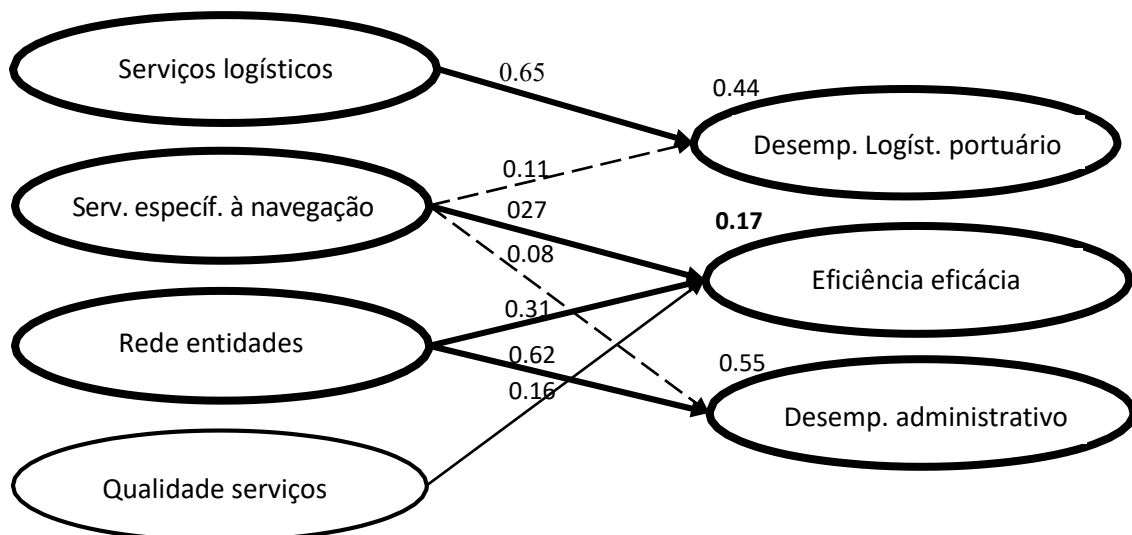 Serviços logísticos
0.65
0.44
Desemp. Logíst. portuário
0.11
Serv. específ. à navegação
027
0.17
0.08
Eficiência eficácia
0.31
Rede entidades
0.62
0.55
0.16
Desemp. administrativo
Qualidade serviços